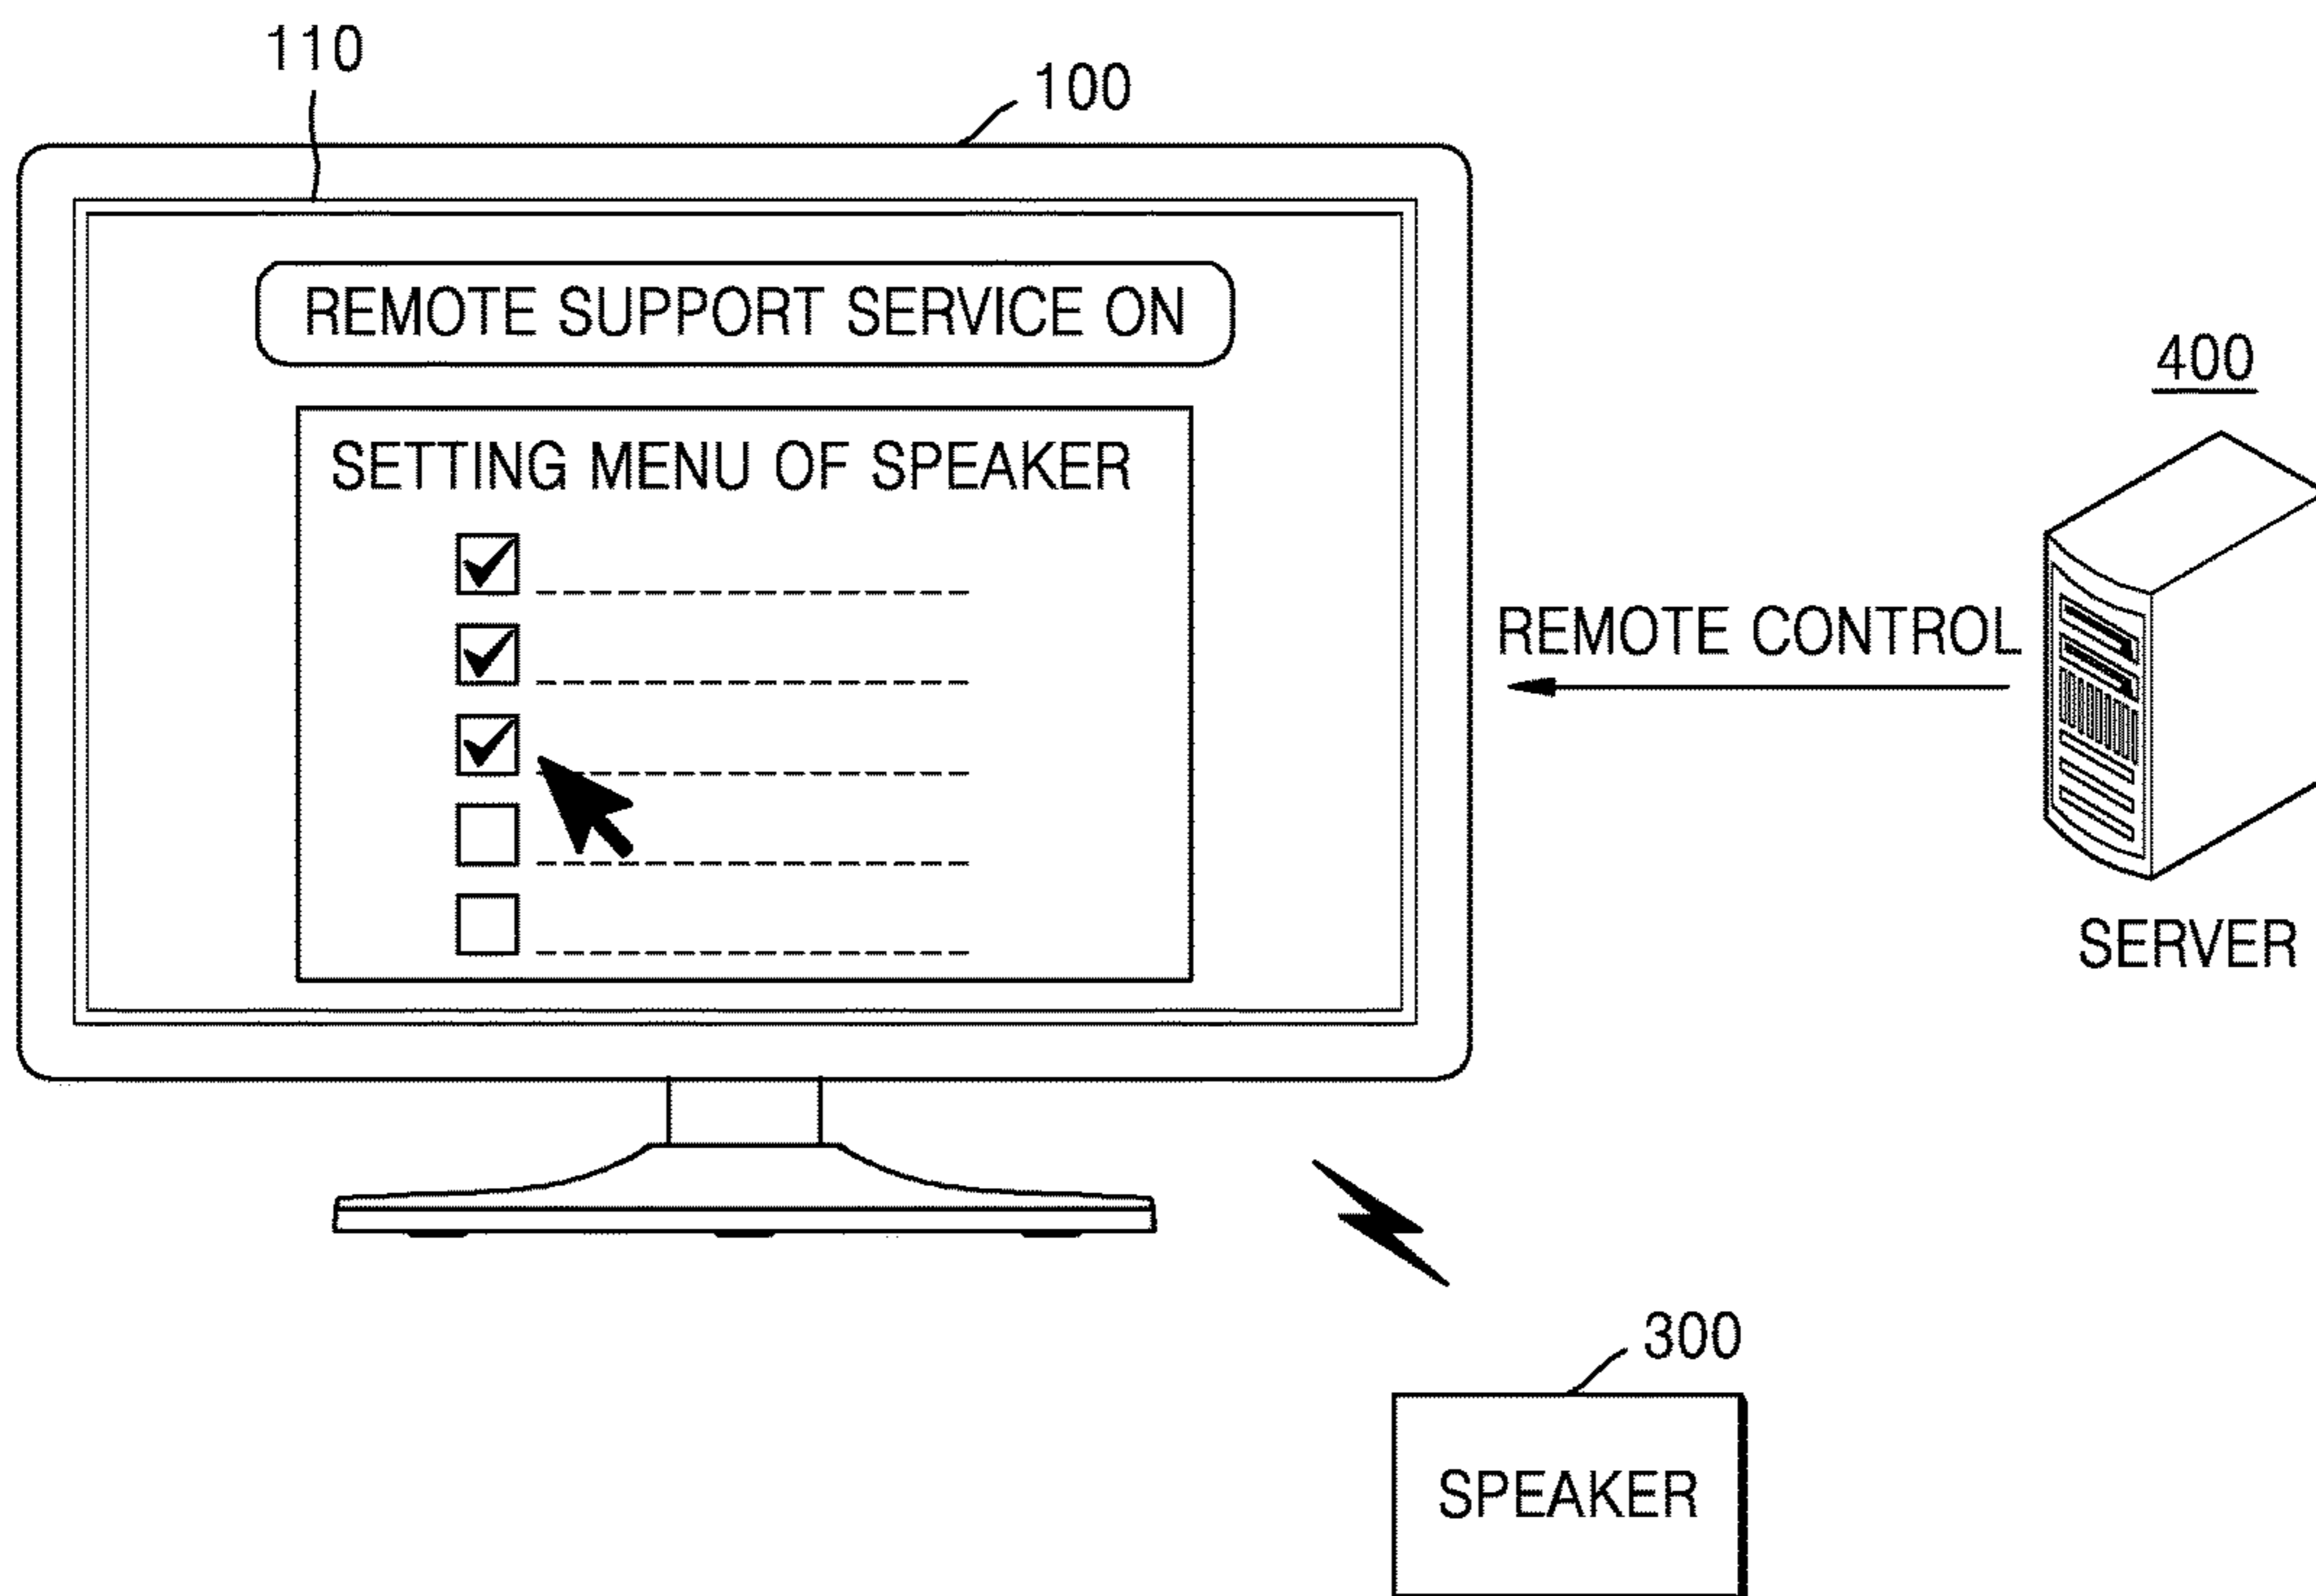 110
100
REMOTE SUPPORT SERVICE ON
400
SETTING MENU OF SPEAKER
REMOTE CONTROL
SERVER
300
SPEAKER